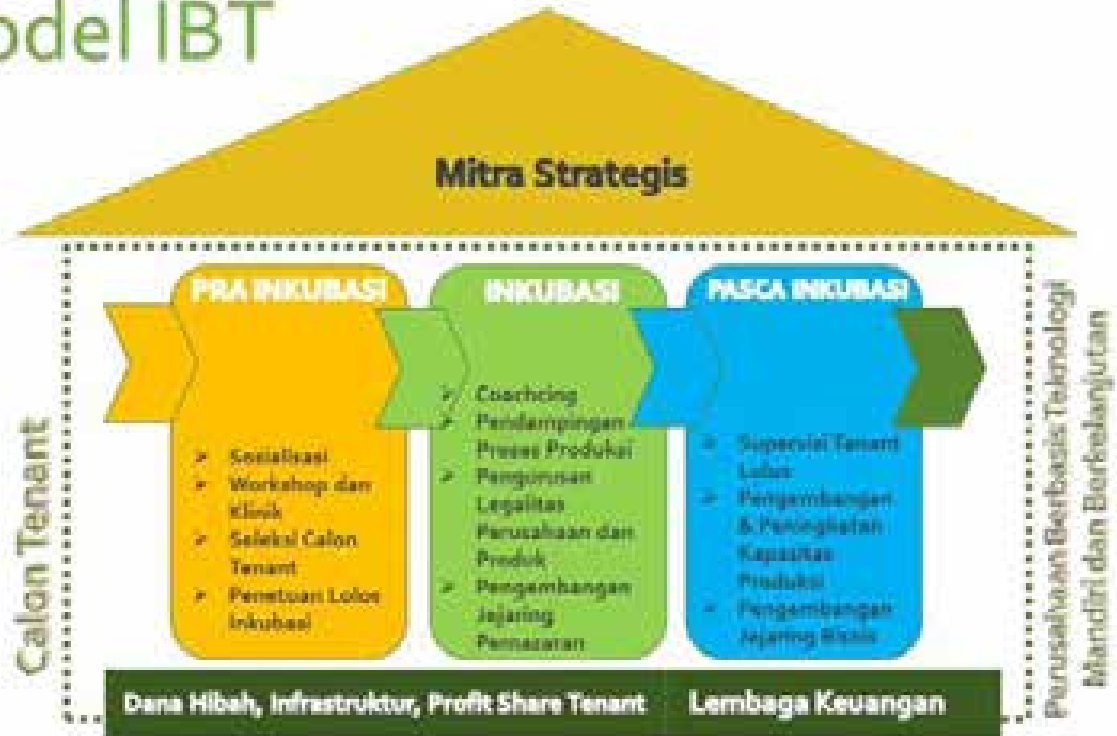 odel IBT
Mitra Strategis
PRA INKUBASI
Sosialisasi
Workshop dan
Klinik
Seleksi Calon
Tenant
Penetuan Lolos
Inkubasi
INKUBASI
Coachcing
Pendampingan
Proses Produksi
Pengurusan
Legalitas
Perusahaan dan
Produk
Pengembangan
Jejaring
Pemasaran
PASCA INKUBASI
Supervisi Tenant
Lulus
Pengembangan
& Peningkatan
Kapasitas
Produksi
Pengembangan
Jejaring Bisnis
Calon Tenant
Perusahaan Berbasis Teknologi
Mandiri dan Berkelanjutan
Dana Hibah, Infrastruktur, Profit Share Tenant
Lembaga Keuangan